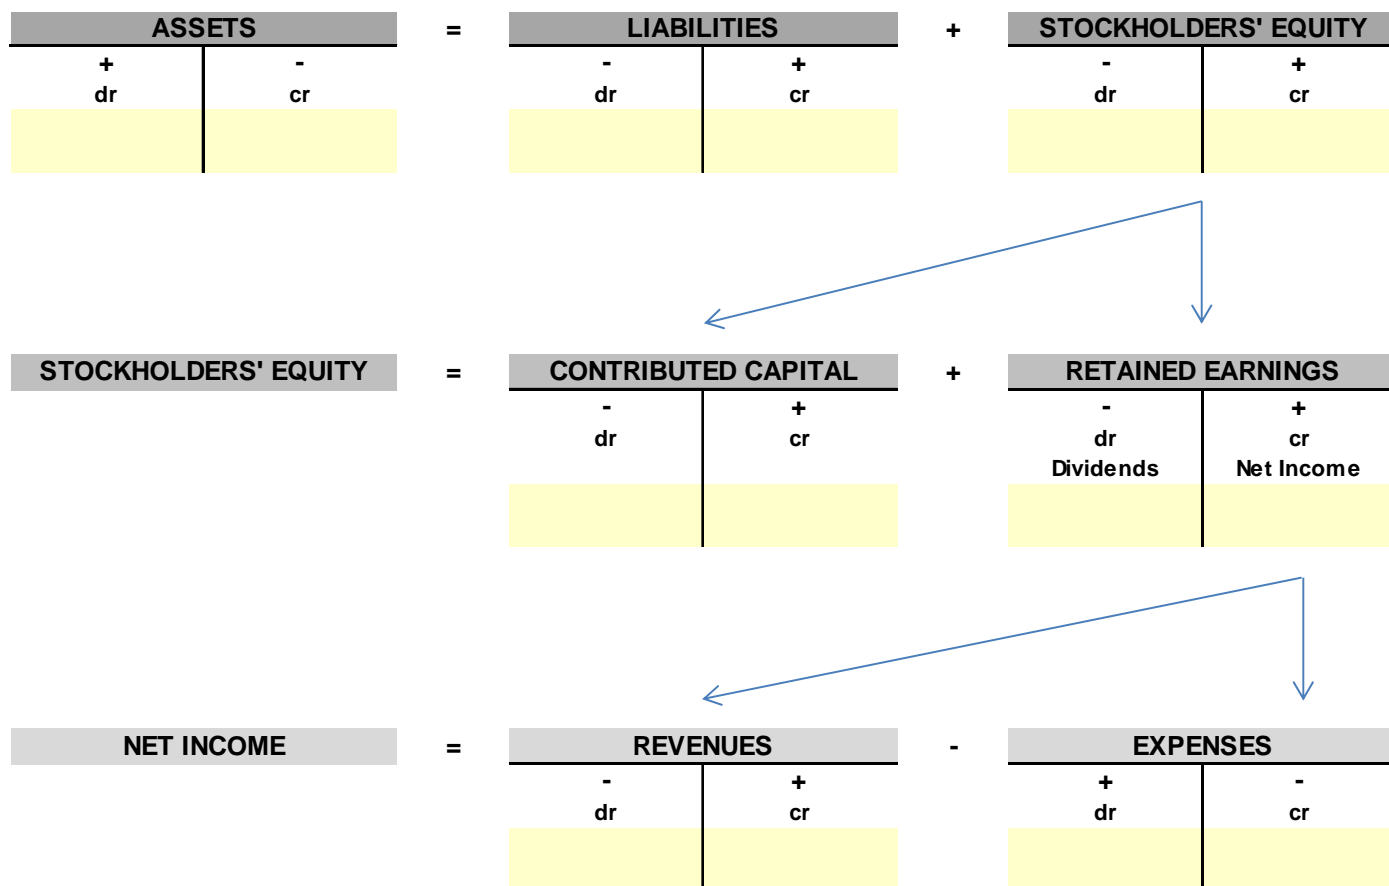 ASSETS = LIABILITIES + STOCKHOLDERS' EQUITY
+ - - + - +
dr cr dr cr dr cr
STOCKHOLDERS' EQUITY = CONTRIBUTED CAPITAL + RETAINED EARNINGS
- + - +
dr cr dr cr
Dividends Net Income
NET INCOME = REVENUES - EXPENSES
- + + -
dr cr dr cr